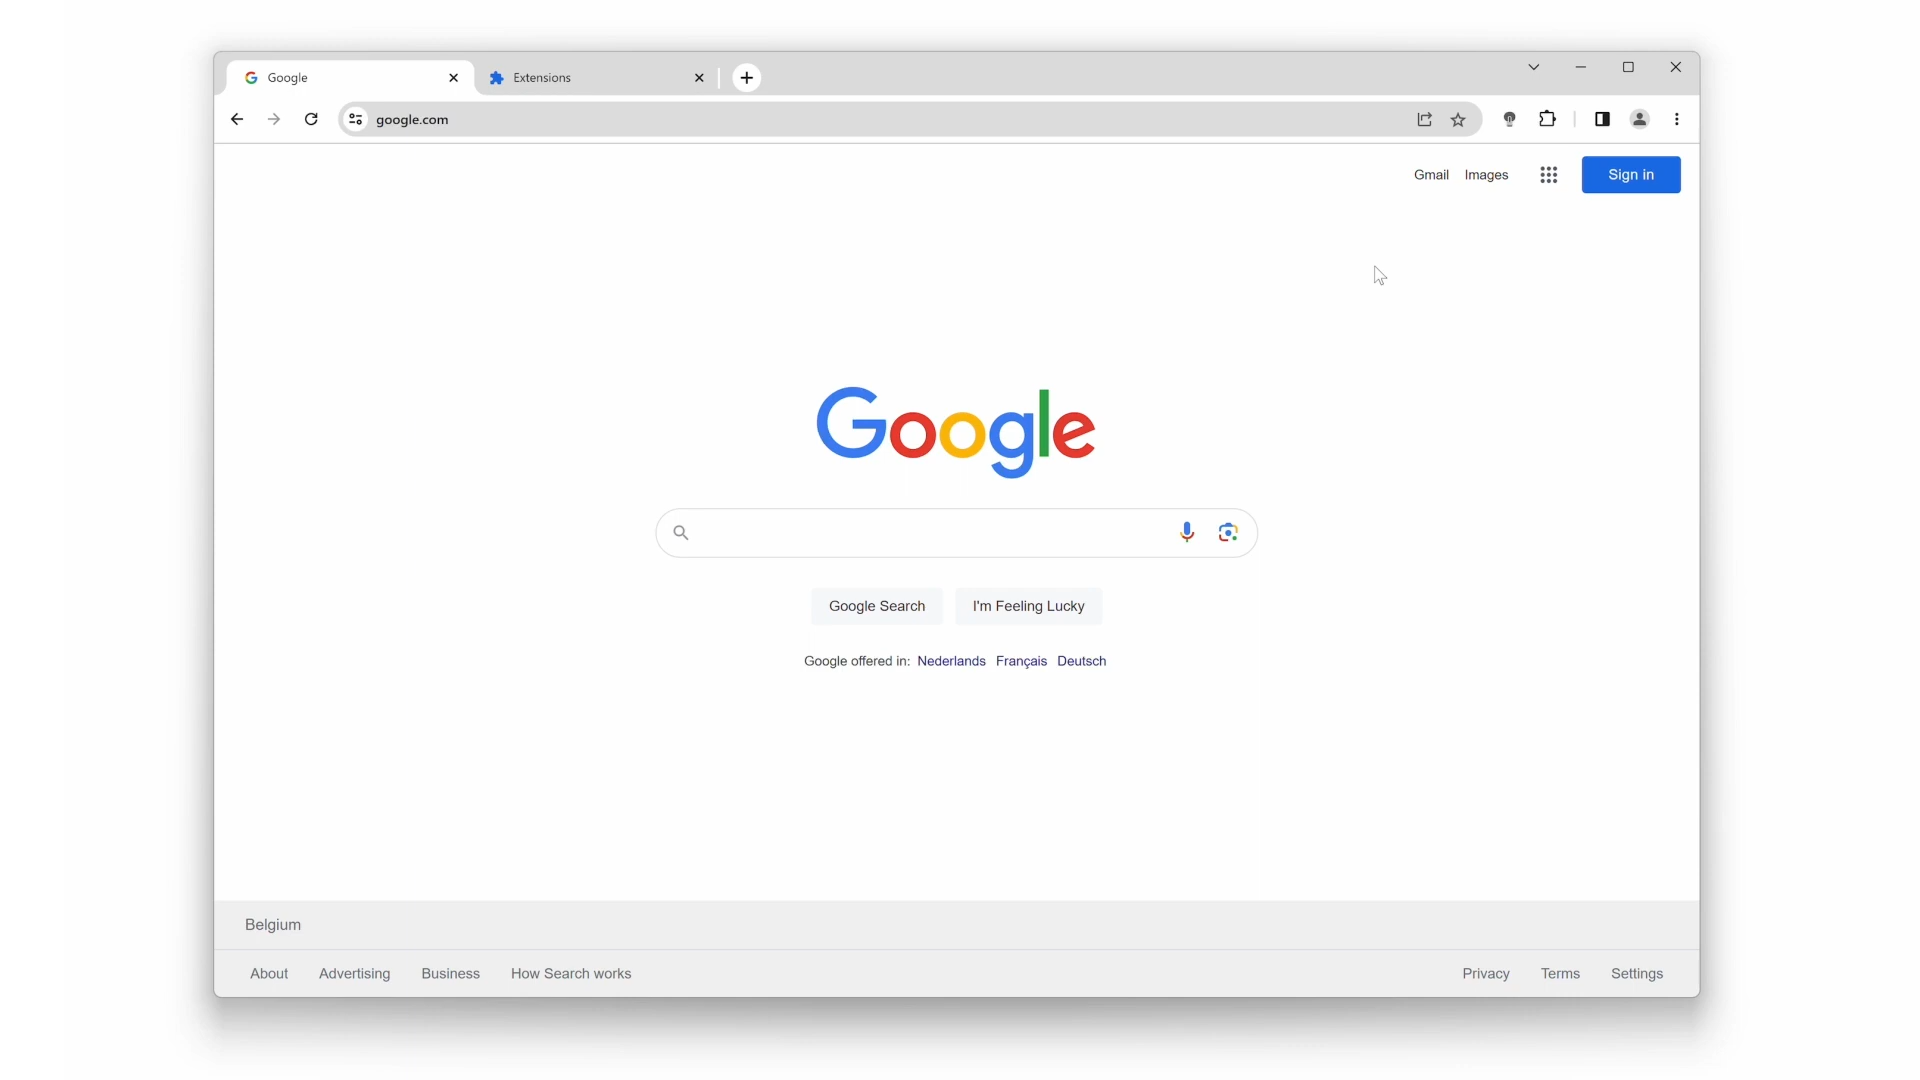 Google
Extensions
google.com
Gmail Images
Sign in
Google
Google Search
I'm Feeling Lucky
Google offered in: Nederlands Français Deutsch
Belgium
About Advertising Business How Search works
Privacy Terms Settings